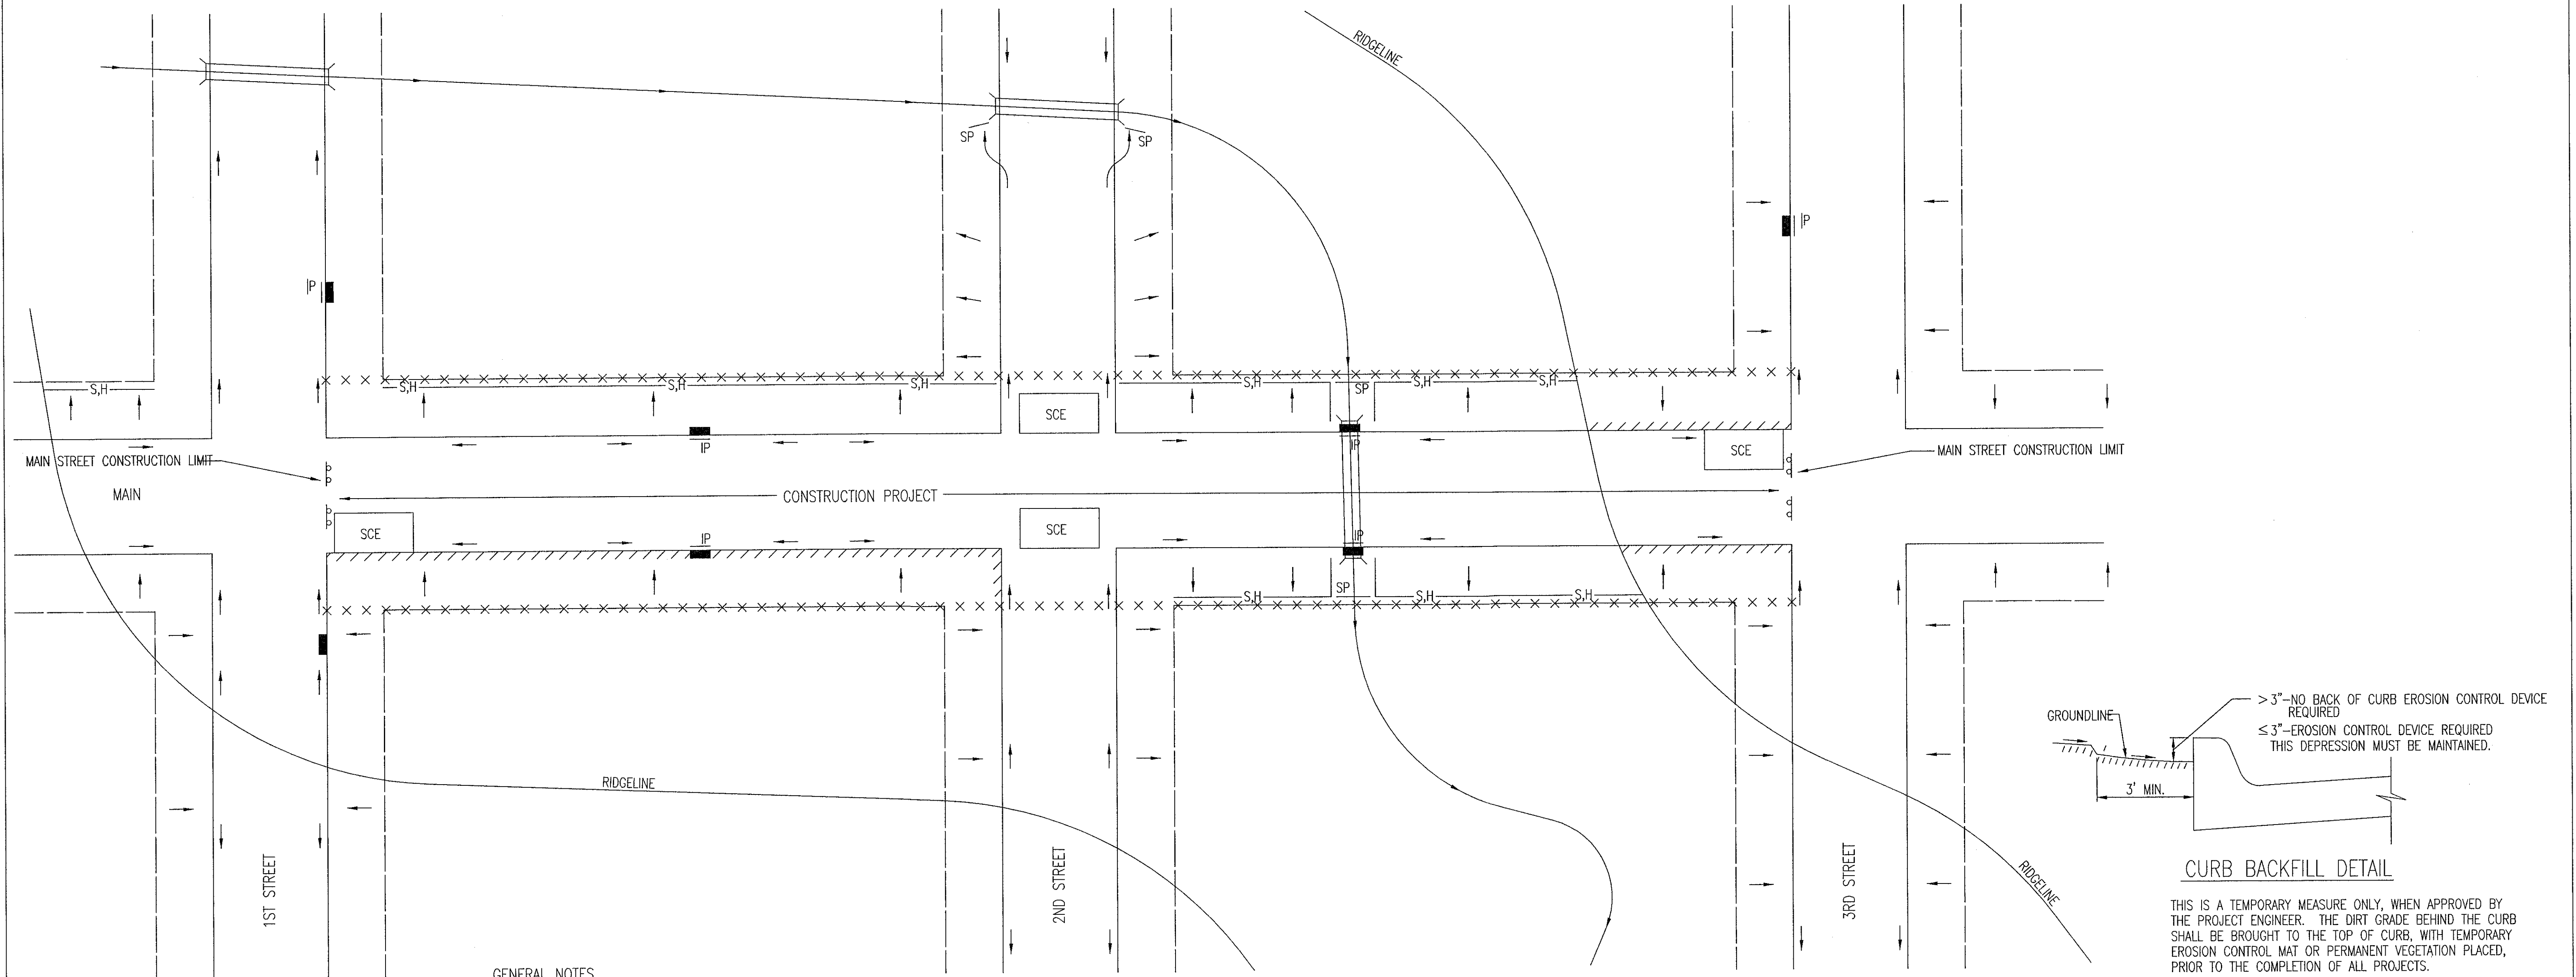 RIDGELINE
SP
SP
IP
IP
S,H
S,H
S,H
S,H
S,H
SP
S,H
S,H
SCE
IP
IP
SCE
MAIN STREET CONSTRUCTION LIMIT
MAIN STREET CONSTRUCTION LIMIT
MAIN
CONSTRUCTION PROJECT
SCE
SCE
IP
IP
S,H
SP
S,H
S,H
RIDGELINE
1ST STREET
2ND STREET
3RD STREET
RIDGELINE
GROUNDLINE
>3"-NO BACK OF CURB EROSION CONTROL DEVICE
REQUIRED
≤3"-EROSION CONTROL DEVICE REQUIRED
THIS DEPRESSION MUST BE MAINTAINED.
3' MIN.
CURB BACKFILL DETAIL
THIS IS A TEMPORARY MEASURE ONLY, WHEN APPROVED BY
THE PROJECT ENGINEER. THE DIRT GRADE BEHIND THE CURB
SHALL BE BROUGHT TO THE TOP OF CURB, WITH TEMPORARY
EROSION CONTROL MAT OR PERMANENT VEGETATION PLACED,
PRIOR TO THE COMPLETION OF ALL PROJECTS.
GENERAL NOTES